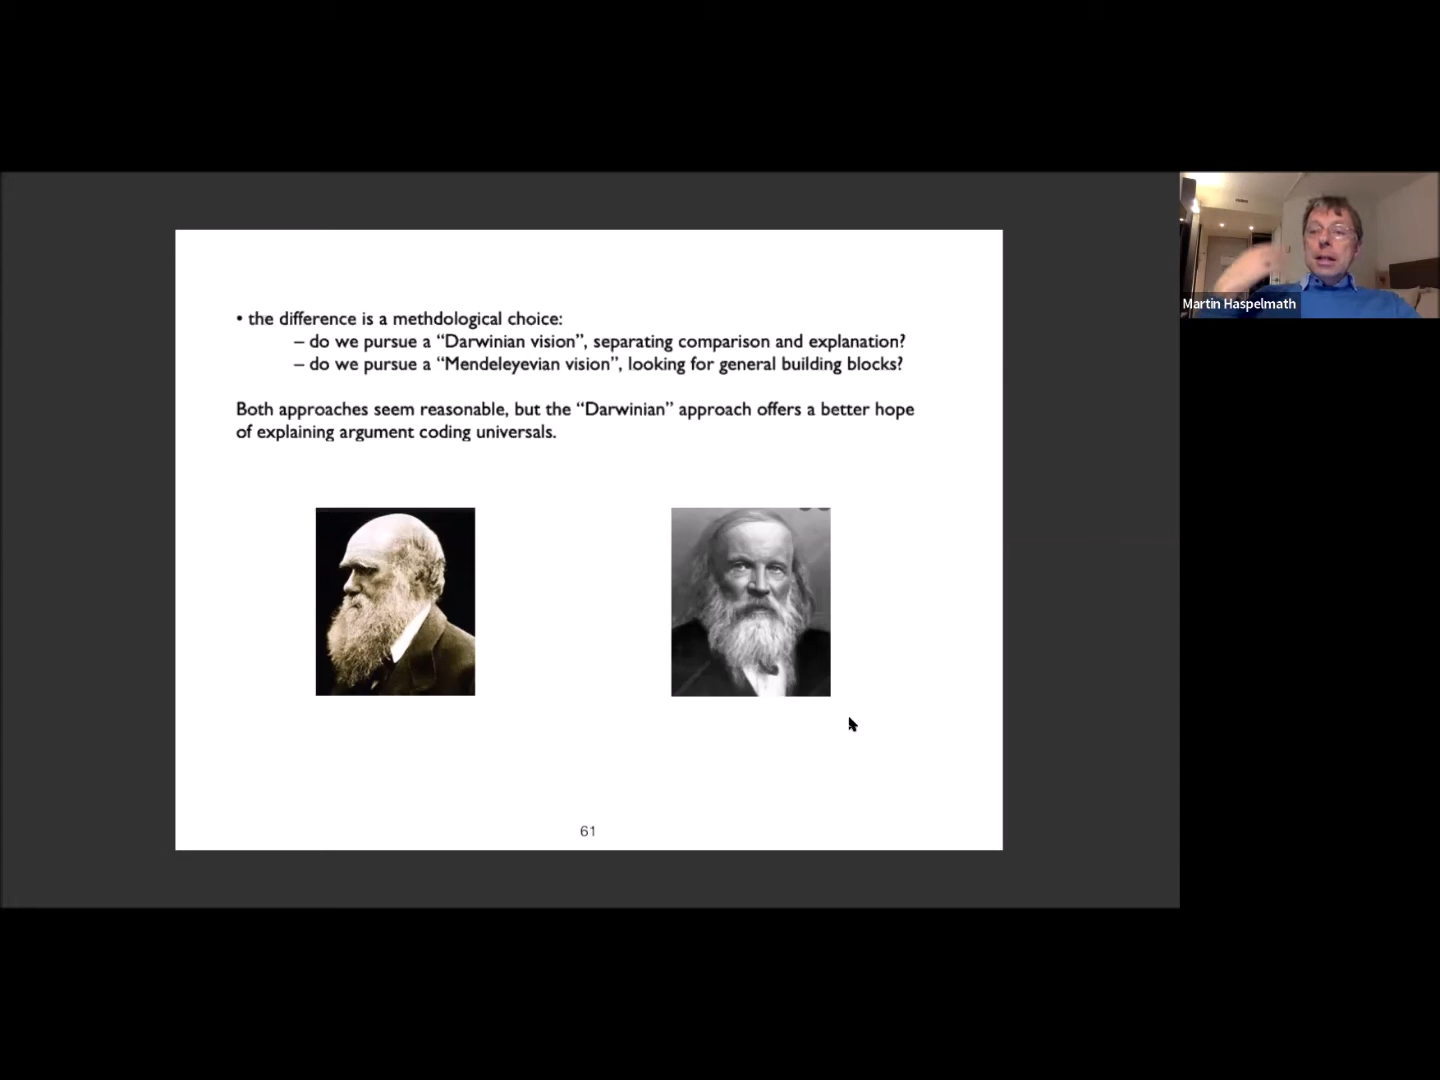 • the difference is a methdological choice:
– do we pursue a “Darwinian vision”, separating comparison and explanation?
– do we pursue a “Mendeleyevian vision”, looking for general building blocks?
Both approaches seem reasonable, but the “Darwinian” approach offers a better hope
of explaining argument coding universals.
61
Martin Haspelmath